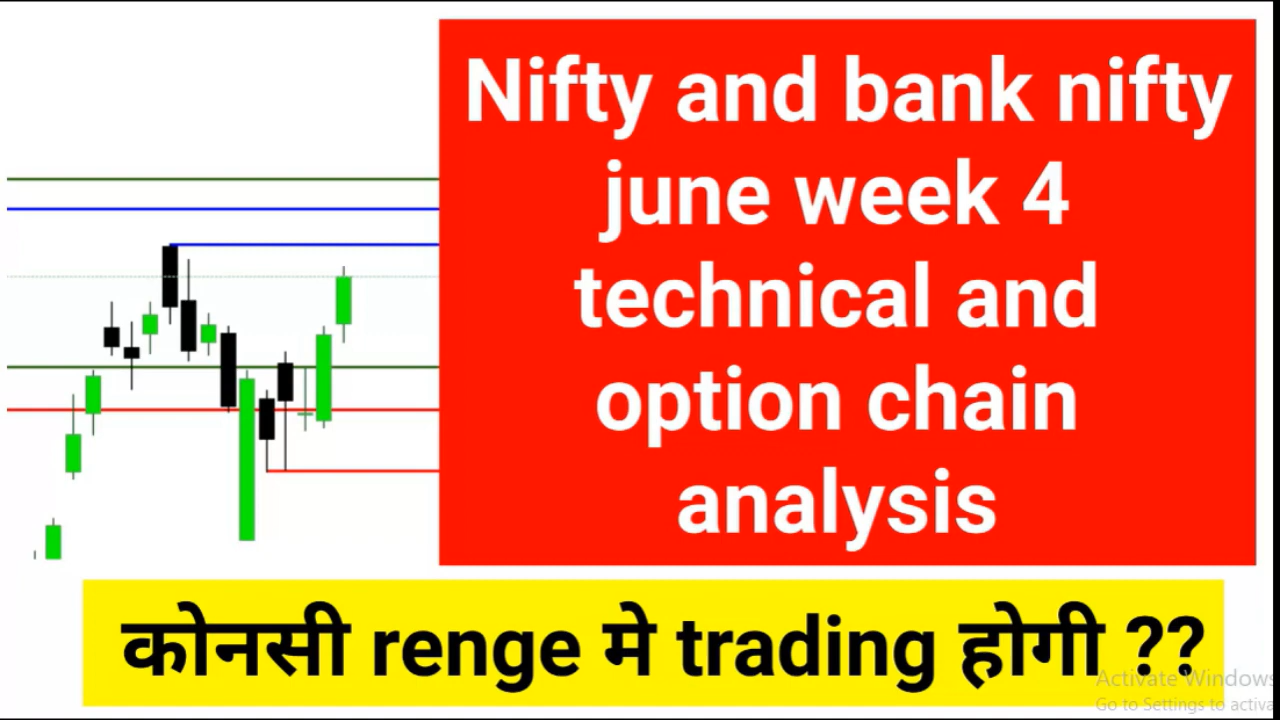 Nifty and bank nifty
june week 4
technical and
option chain
analysis
कोनसी renge मे trading होगी ??
Activate Windows
Go to Settings to activa